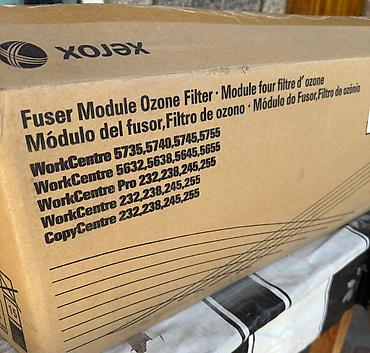 xerox
Fuser Module Ozone Filter · Module four filtre d' ozone
Módulo del fusor,Filtro de ozono · Módulo do Fusor,Filtro de ozónio
WorkCentre 5735,5740,5745,5755
WorkCentre 5632,5638,5645,5655
WorkCentre Pro 232,238,245,255
WorkCentre 232,238,245,255
CopyCentre 232,238,245,255
15